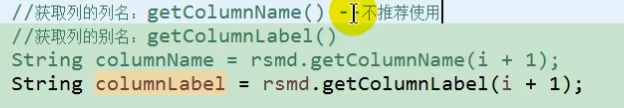 //获取列的列名：getColumnName() --不推荐使用
//获取列的别名：getColumnLabel()
String columnName = rsmd.getColumnName(i + 1);
String columnLabel = rsmd.getColumnLabel(i + 1);